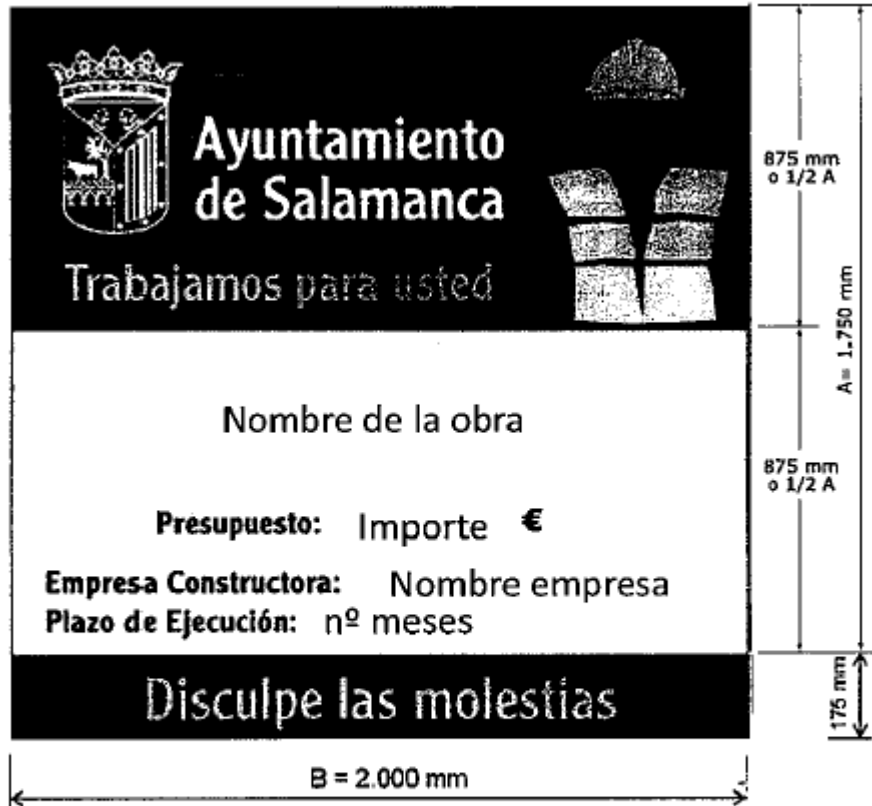 Ayuntamiento
de Salamanca
Trabajamos para usted
Nombre de la obra
Presupuesto: Importe €
Empresa Constructora: Nombre empresa
Plazo de Ejecución: nº meses
Disculpe las molestias
875 mm
o 1/2 A
875 mm
o 1/2 A
A= 1.750 mm
175 mm
B = 2.000 mm